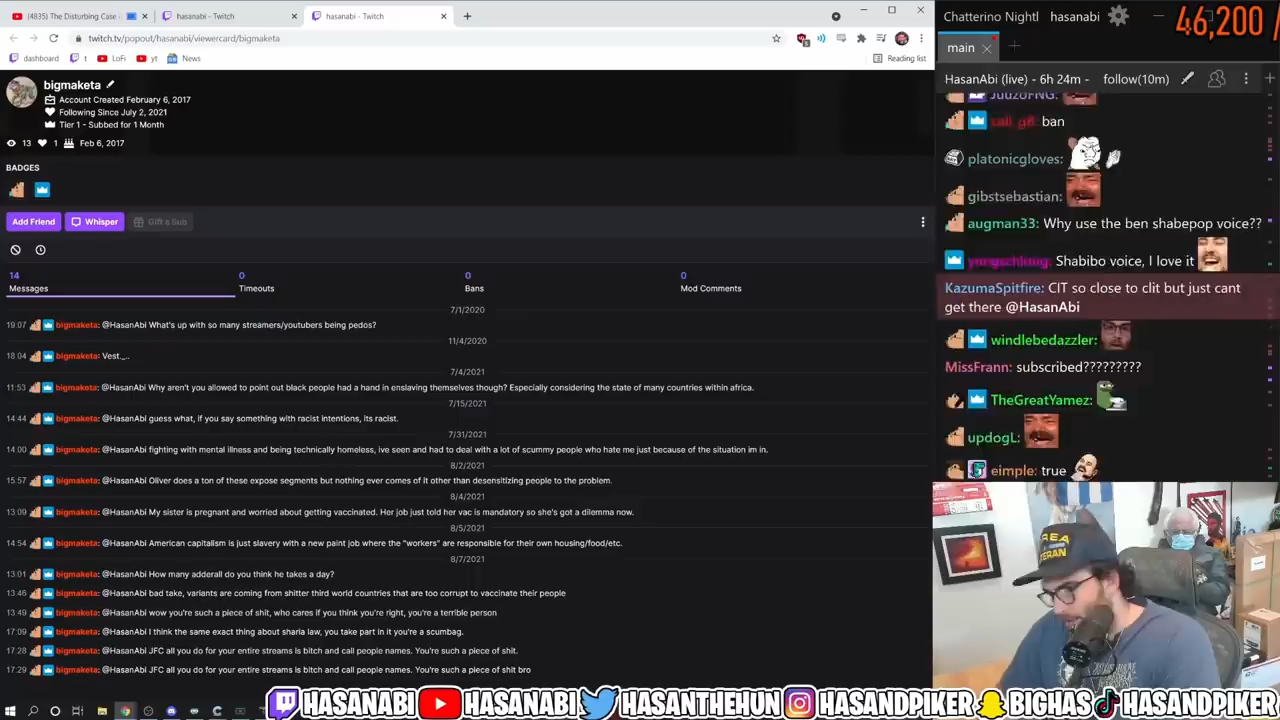 (4835) The Disturbing Case
hasanabi - Twitch
hasanabi - Twitch
twitch.tv/popout/hasanabi/viewercard/bigmaketa
dashboard
t
LoFi
yt
News
Reading list
bigmaketa
Account Created February 6, 2017
Following Since July 2, 2021
Tier 1 - Subbed for 1 Month
13 1 Feb 6, 2017
BADGES
Add Friend
Whisper
Gift a Sub
14
0
0
0
Messages
Timeouts
Bans
Mod Comments
7/1/2020
19:07 bigmaketa: @HasanAbi What's up with so many streamers/youtubers being pedos?
11/4/2020
18:04 bigmaketa: Vest._..
7/4/2021
11:53 bigmaketa: @HasanAbi Why aren't you allowed to point out black people had a hand in enslaving themselves though? Especially considering the state of many countries within africa.
7/15/2021
14:44 bigmaketa: @HasanAbi guess what, if you say something with racist intentions, its racist.
7/31/2021
14:00 bigmaketa: @HasanAbi fighting with mental illness and being technically homeless, ive seen and had to deal with a lot of scummy people who hate me just because of the situation im in.
8/2/2021
15:57 bigmaketa: @HasanAbi Oliver does a ton of these expose segments but nothing ever comes of it other than desensitizing people to the problem.
8/4/2021
13:09 bigmaketa: @HasanAbi My sister is pregnant and worried about getting vaccinated. Her job just told her vac is mandatory so she's got a dilemma now.
8/5/2021
14:54 bigmaketa: @HasanAbi American capitalism is just slavery with a new paint job where the "workers" are responsible for their own housing/food/etc.
8/7/2021
13:01 bigmaketa: @HasanAbi How many adderall do you think he takes a day?
13:46 bigmaketa: @HasanAbi bad take, variants are coming from shitter third world countries that are too corrupt to vaccinate their people
13:49 bigmaketa: @HasanAbi wow you're such a piece of shit, who cares if you think you're right, you're a terrible person
17:09 bigmaketa: @HasanAbi I think the same exact thing about sharia law, you take part in it you're a scumbag.
17:28 bigmaketa: @HasanAbi JFC all you do for your entire streams is bitch and call people names. You're such a piece of shit.
17:29 bigmaketa: @HasanAbi JFC all you do for your entire streams is bitch and call people names. You're such a piece of shit bro
Chatterino Nightl hasanabi
46,200 /
main
HasanAbi (live) - 6h 24m - follow(10m)
JuuzoFNG:
ban
platonicgloves:
gibstsebastian:
augman33: Why use the ben shabepop voice??
Shabibo voice, I love it
KazumaSpitfire: CIT so close to clit but just cant
get there @HasanAbi
windlebedazzler:
MissFrann: subscribed?????????
TheGreatYamez:
updogL:
eimple: true
HASANABI HASANABI HASANTHEHUN HASANDPIKER BIGHAS HASANDPIKER